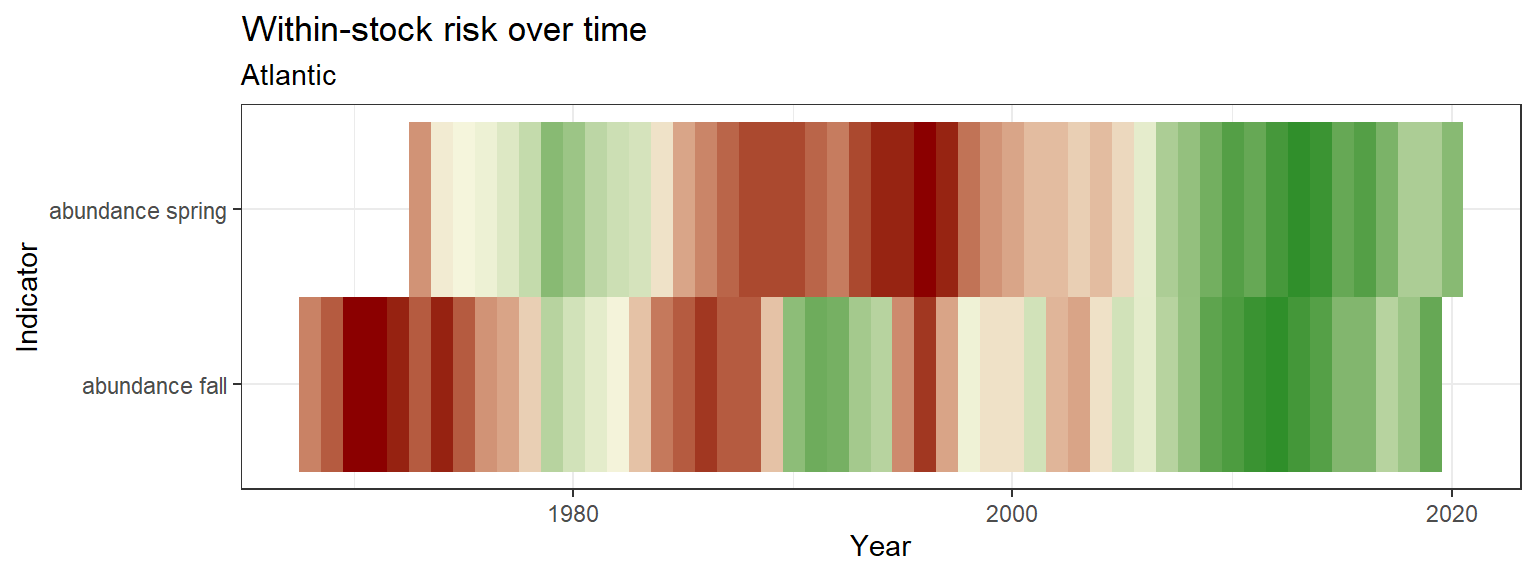 Within-stock risk over time
Atlantic
Indicator
abundance spring
abundance fall
1980 2000 2020
Year